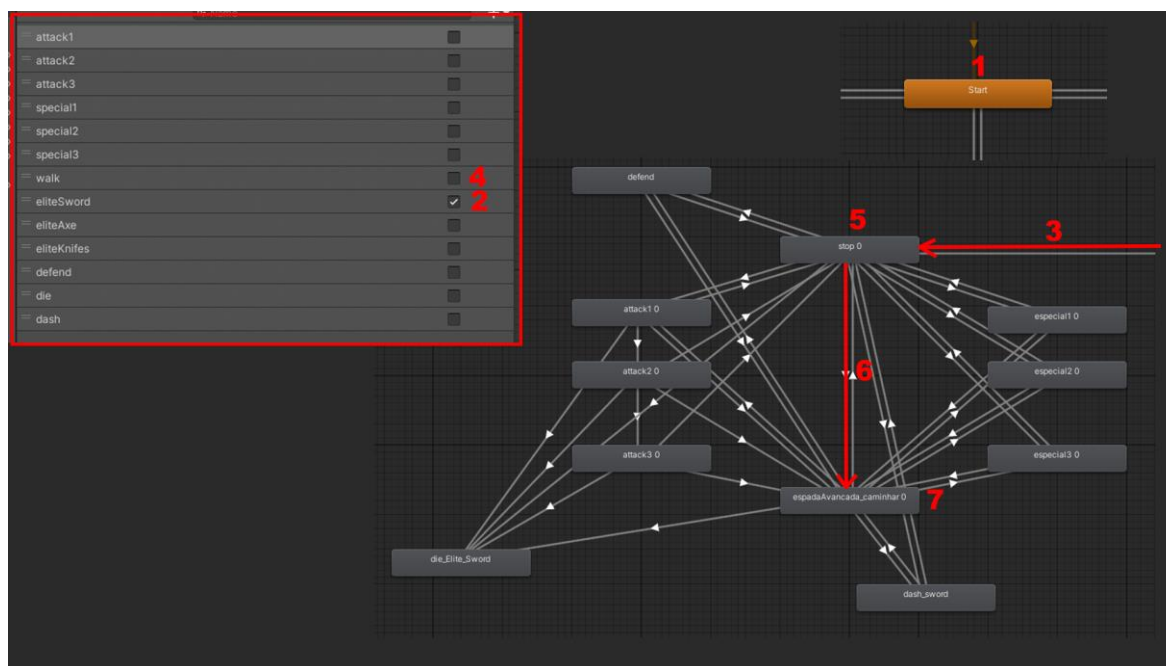 attack1
attack2
attack3
special1
special2
special3
walk
4
eliteSword
2
eliteAxe
eliteKnifes
defend
die
dash
1
Start
defend
5
3
stop 0
attack1 0
especial1 0
attack2 0
6
especial2 0
attack3 0
especial3 0
espadaAvancada_caminhar 0
7
die_Elite_Sword
dash_sword